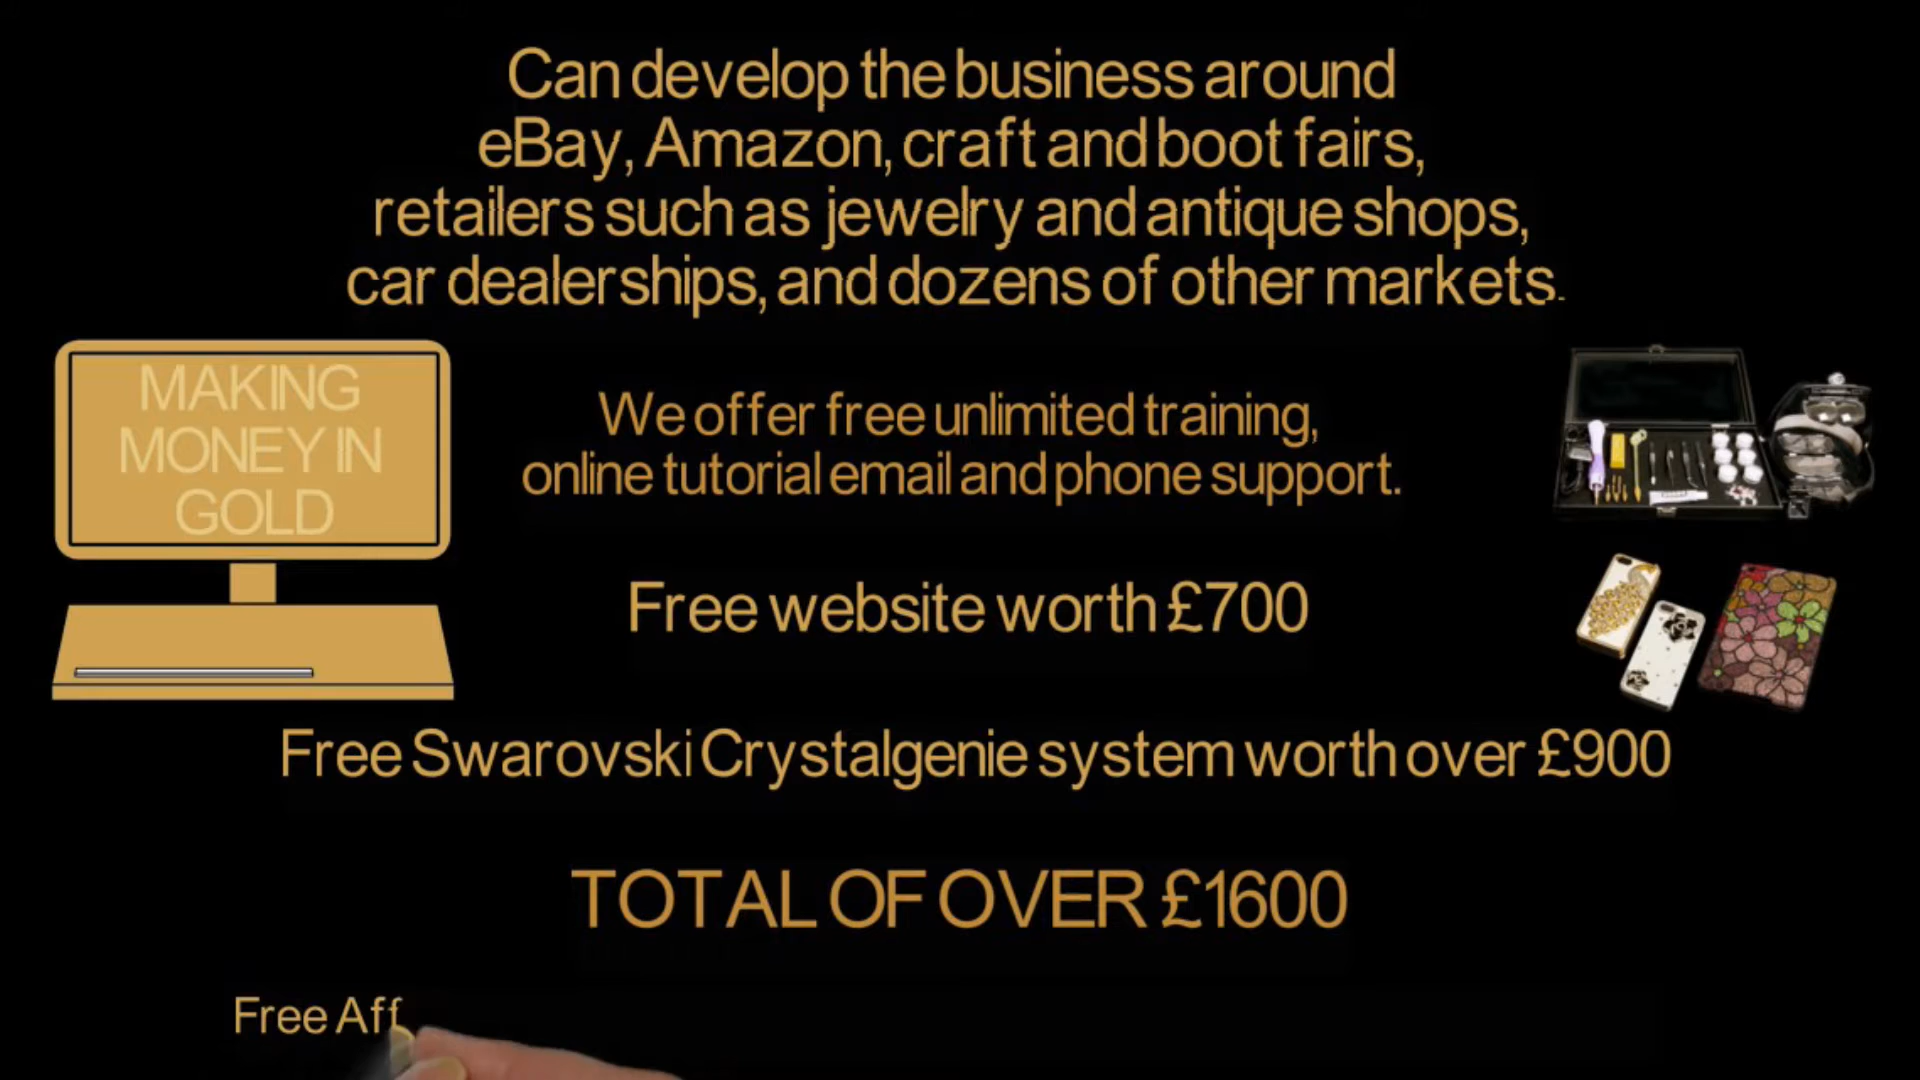 Can develop the business around
eBay, Amazon, craft and boot fairs,
retailers such as jewelry and antique shops,
car dealerships, and dozens of other markets.
MAKING
MONEY IN
GOLD
We offer free unlimited training,
online tutorial email and phone support.
Free website worth £700
Free Swarovski Crystalgenie system worth over £900
TOTAL OF OVER £1600
Free Aff